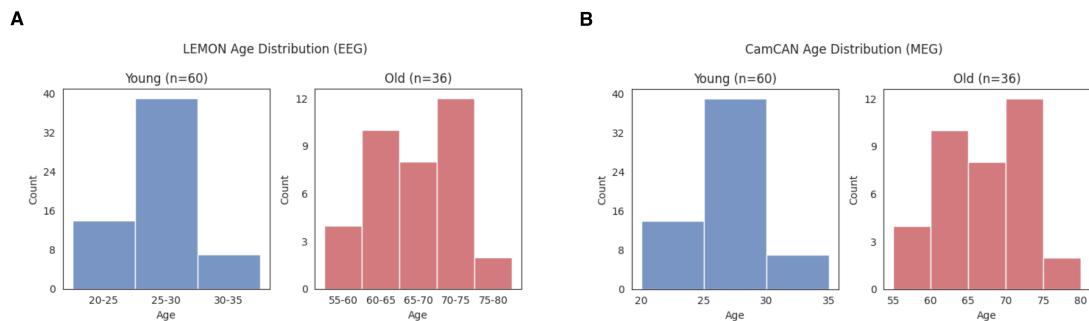 A
LEMON Age Distribution (EEG)
Young (n=60)
40
32
24
16
8
0
Count
20-25 25-30 30-35
Age
Old (n=36)
12
9
6
3
0
Count
55-60 60-65 65-70 70-75 75-80
Age
B
CamCAN Age Distribution (MEG)
Young (n=60)
40
32
24
16
8
0
Count
20 25 30 35
Age
Old (n=36)
12
9
6
3
0
Count
55 60 65 70 75 80
Age